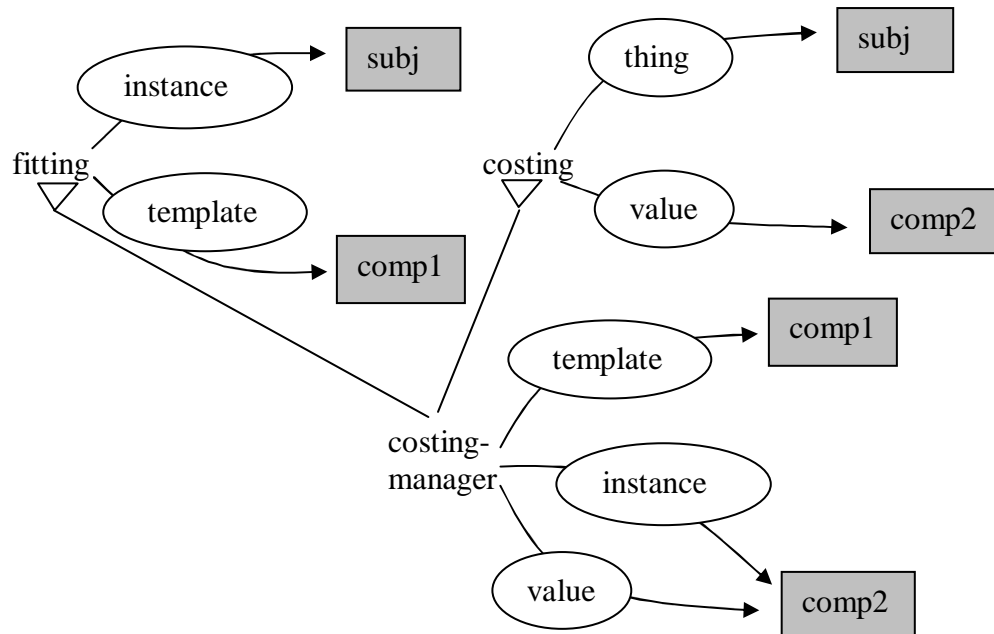 instance
subj
thing
subj
fitting
costing
template
value
comp2
comp1
comp1
template
costing-
manager
instance
value
comp2